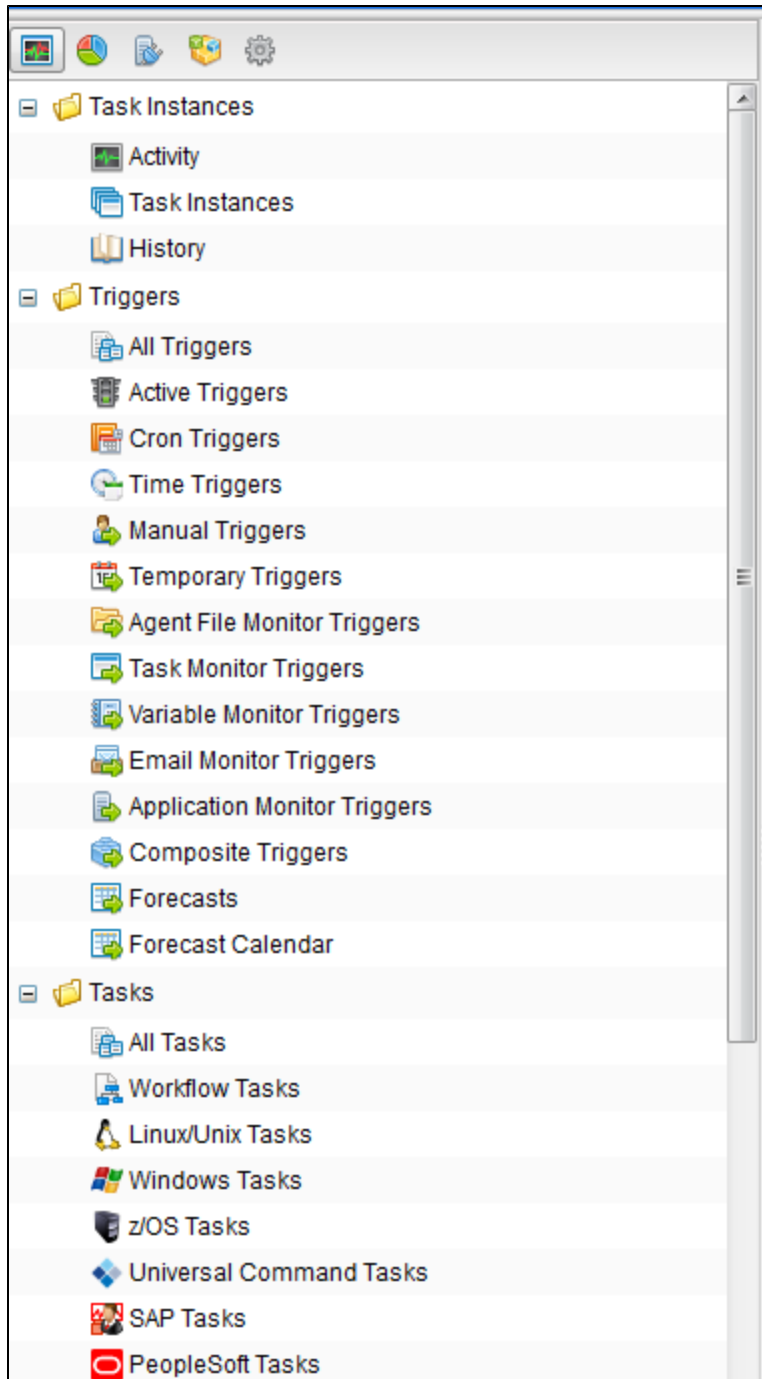 Task Instances
Activity
Task Instances
History
Triggers
All Triggers
Active Triggers
Cron Triggers
Time Triggers
Manual Triggers
Temporary Triggers
Agent File Monitor Triggers
Task Monitor Triggers
Variable Monitor Triggers
Email Monitor Triggers
Application Monitor Triggers
Composite Triggers
Forecasts
Forecast Calendar
Tasks
All Tasks
Workflow Tasks
Linux/Unix Tasks
Windows Tasks
z/OS Tasks
Universal Command Tasks
SAP Tasks
PeopleSoft Tasks